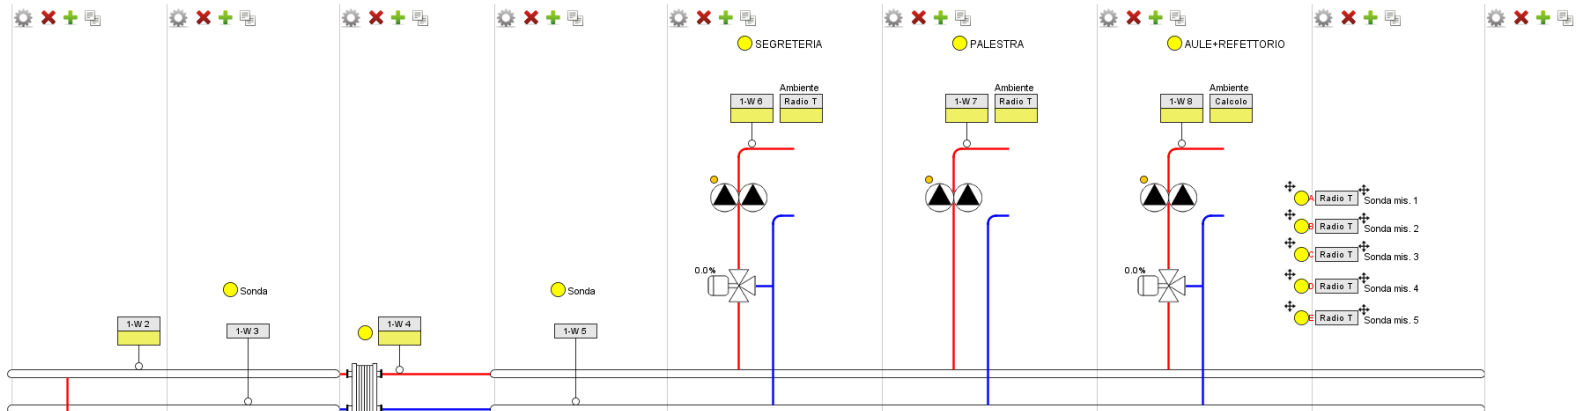 SEGRETERIA
PALESTRA
AULE+REFETTORIO
Ambiente
Ambiente
Ambiente
1-W 6
Radio T
1-W 7
Radio T
1-W 8
Calcolo
A Radio T Sonda mis. 1
B Radio T Sonda mis. 2
C Radio T Sonda mis. 3
D Radio T Sonda mis. 4
E Radio T Sonda mis. 5
0.0%
0.0%
Sonda
Sonda
1-W 2
1-W 3
1-W 4
1-W 5